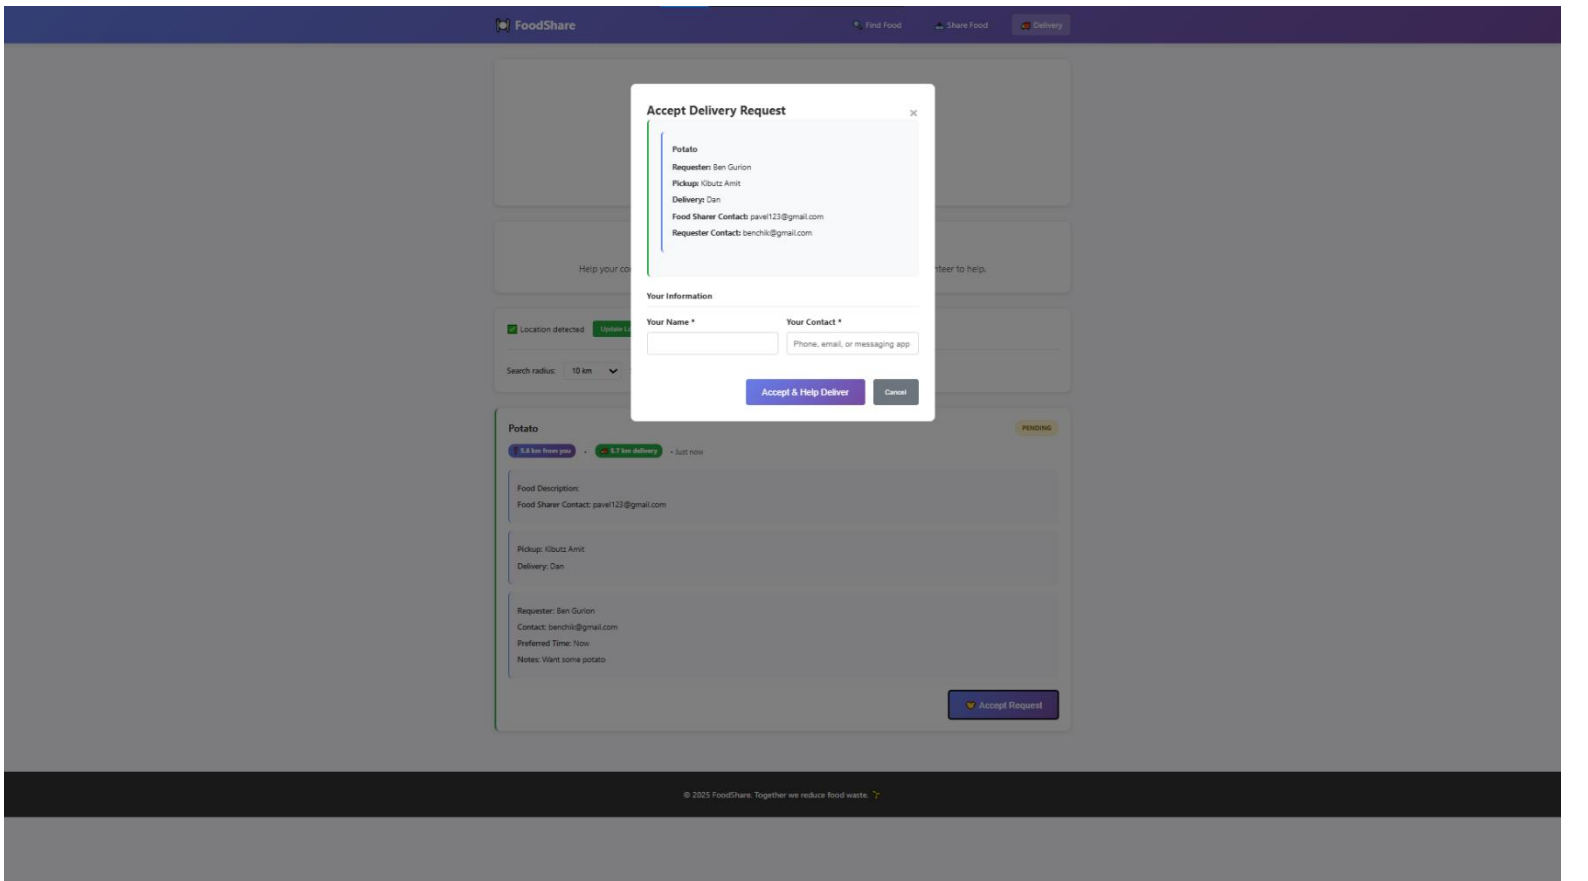 FoodShare
Find Food
Share Food
Delivery
Accept Delivery Request
×
Potato
Requester: Ben Gurion
Pickup: Kibutz Amit
Delivery: Dan
Food Sharer Contact: pavel123@gmail.com
Requester Contact: benchik@gmail.com
Your Information
Your Name *
Your Contact *
Phone, email, or messaging app
Accept & Help Deliver
Cancel
Help your
to help.
Location detected
Update
Search radius: 10 km
Potato
PENDING
5.6 km from you
•
5.7 km delivery
• Just now
Food Description:
Food Sharer Contact: pavel123@gmail.com
Pickup: Kibutz Amit
Delivery: Dan
Requester: Ben Gurion
Contact: benchik@gmail.com
Preferred Time: Now
Notes: Want some potato
Accept Request
© 2025 FoodShare. Together we reduce food waste.